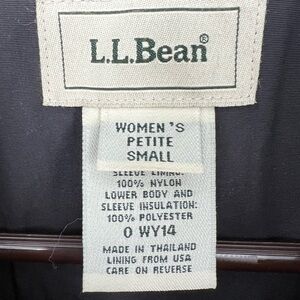 L.L.Bean®
WOMEN'S
PETITE
SMALL
SLEEVE LINING:
100% NYLON
LOWER BODY AND
SLEEVE INSULATION:
100% POLYESTER
0 WY14
MADE IN THAILAND
LINING FROM USA
CARE ON REVERSE